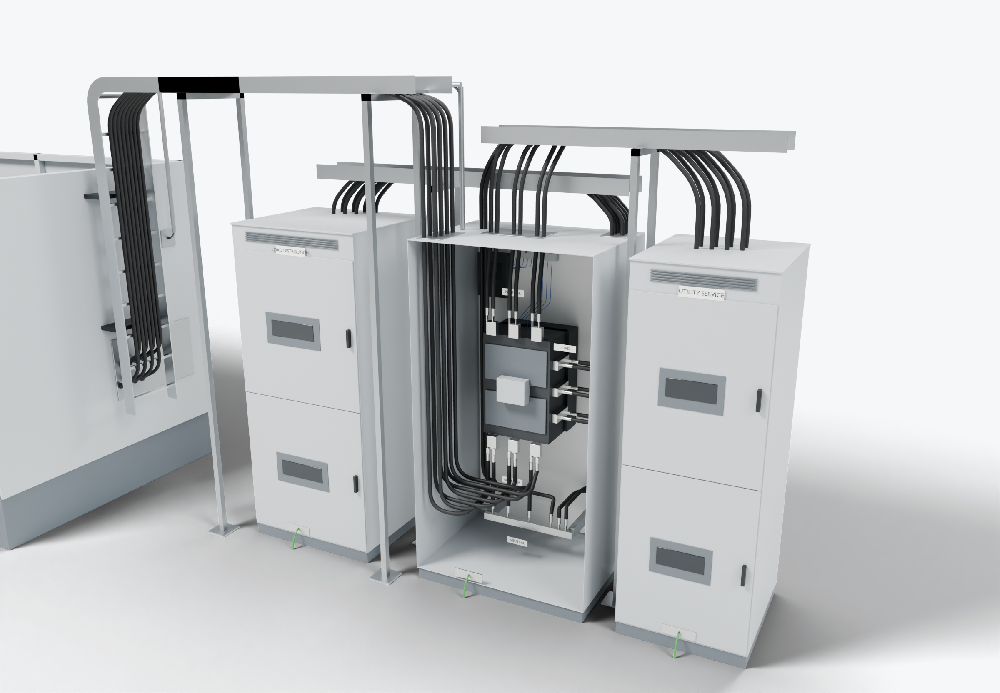 LOAD DISTRIBUTION
UTILITY SERVICE
LOAD
NEUTRAL